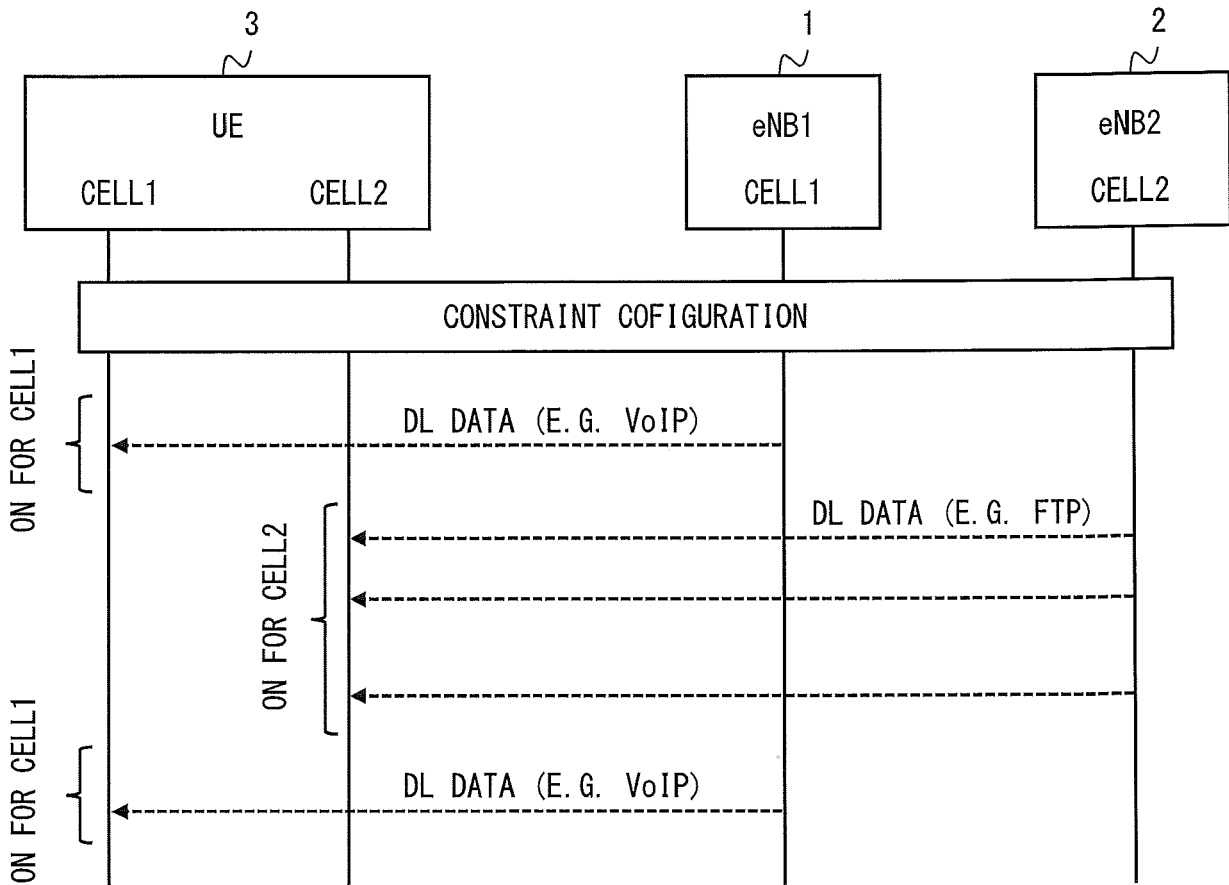 3
1
2
UE
eNB1
eNB2
CELL1
CELL2
CELL1
CELL2
CONSTRAINT COFIGURATION
ON FOR CELL1
DL DATA (E.G. VoIP)
DL DATA (E.G. FTP)
ON FOR CELL2
ON FOR CELL1
DL DATA (E.G. VoIP)